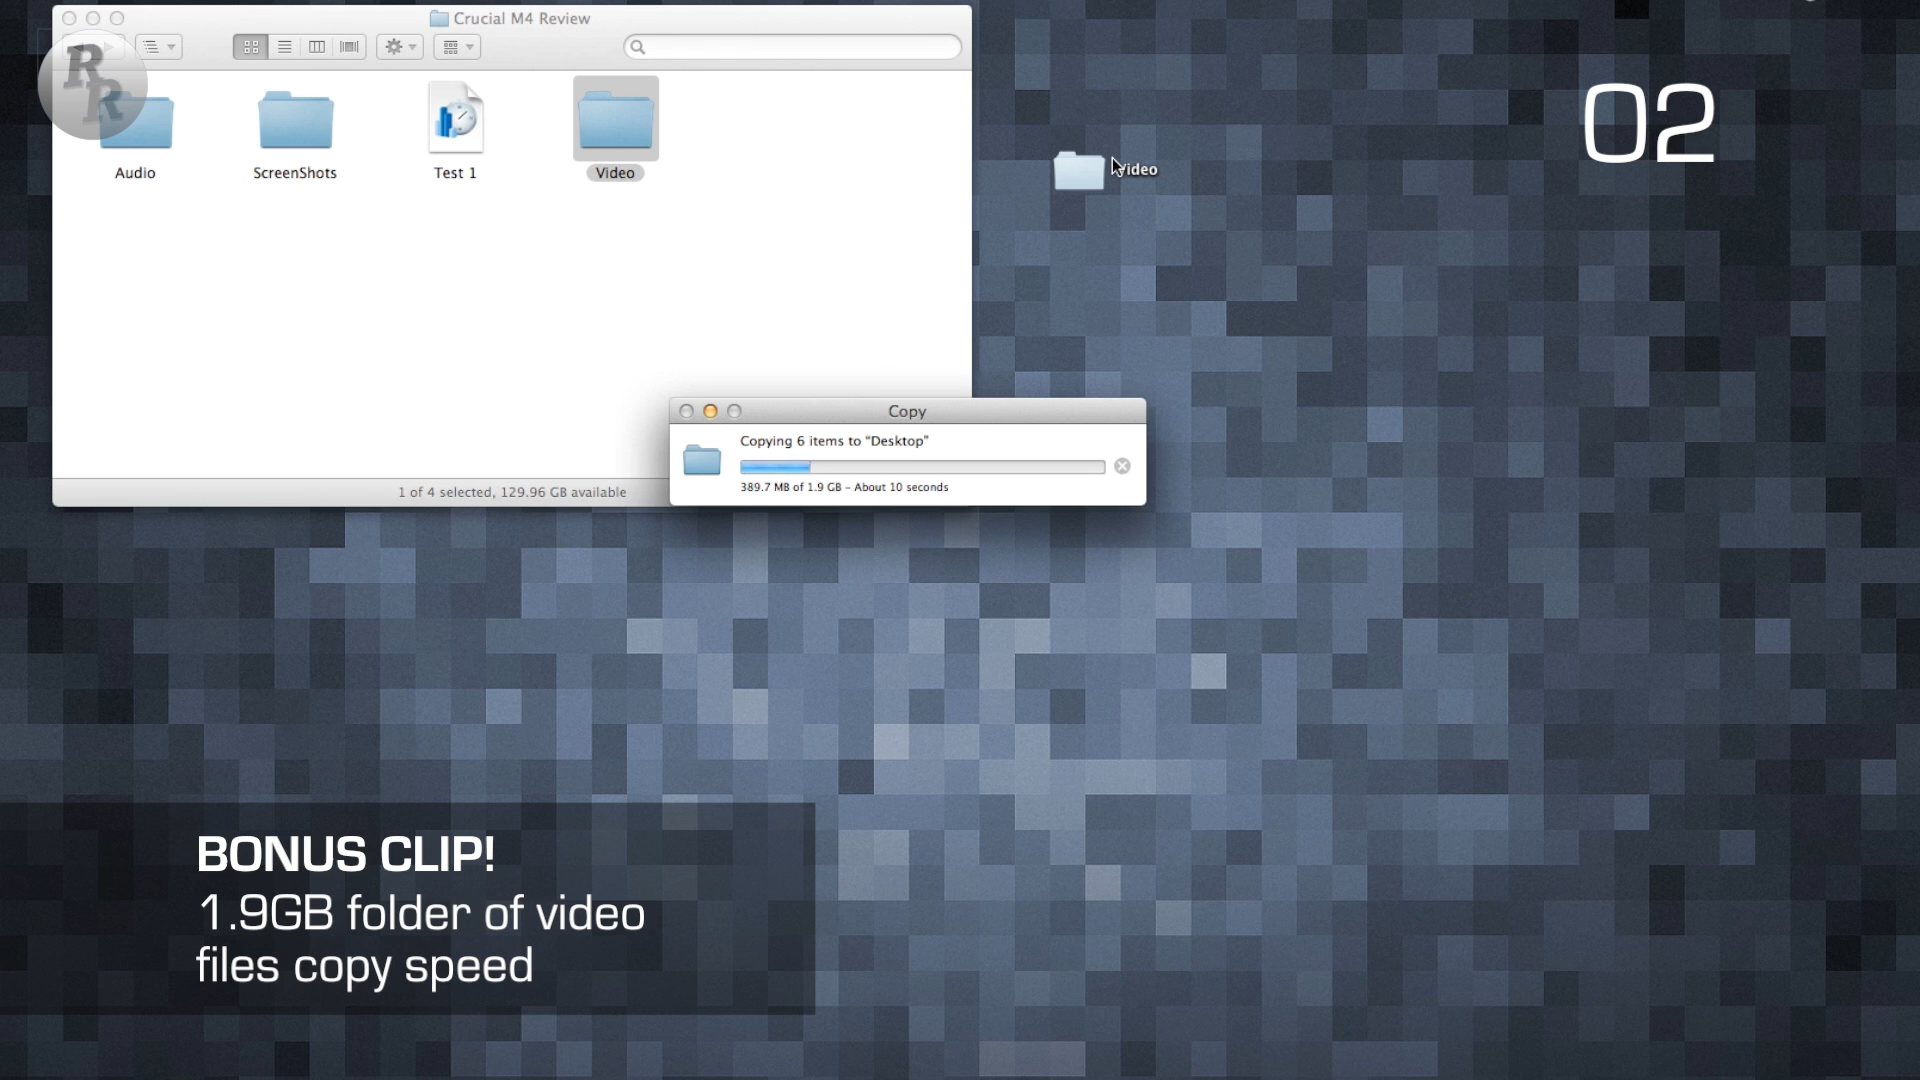 Crucial M4 Review
RR
02
Audio
ScreenShots
Test 1
Video
Video
Copy
Copying 6 items to “Desktop”
389.7 MB of 1.9 GB – About 10 seconds
1 of 4 selected, 129.96 GB available
BONUS CLIP!
1.9GB folder of video
files copy speed